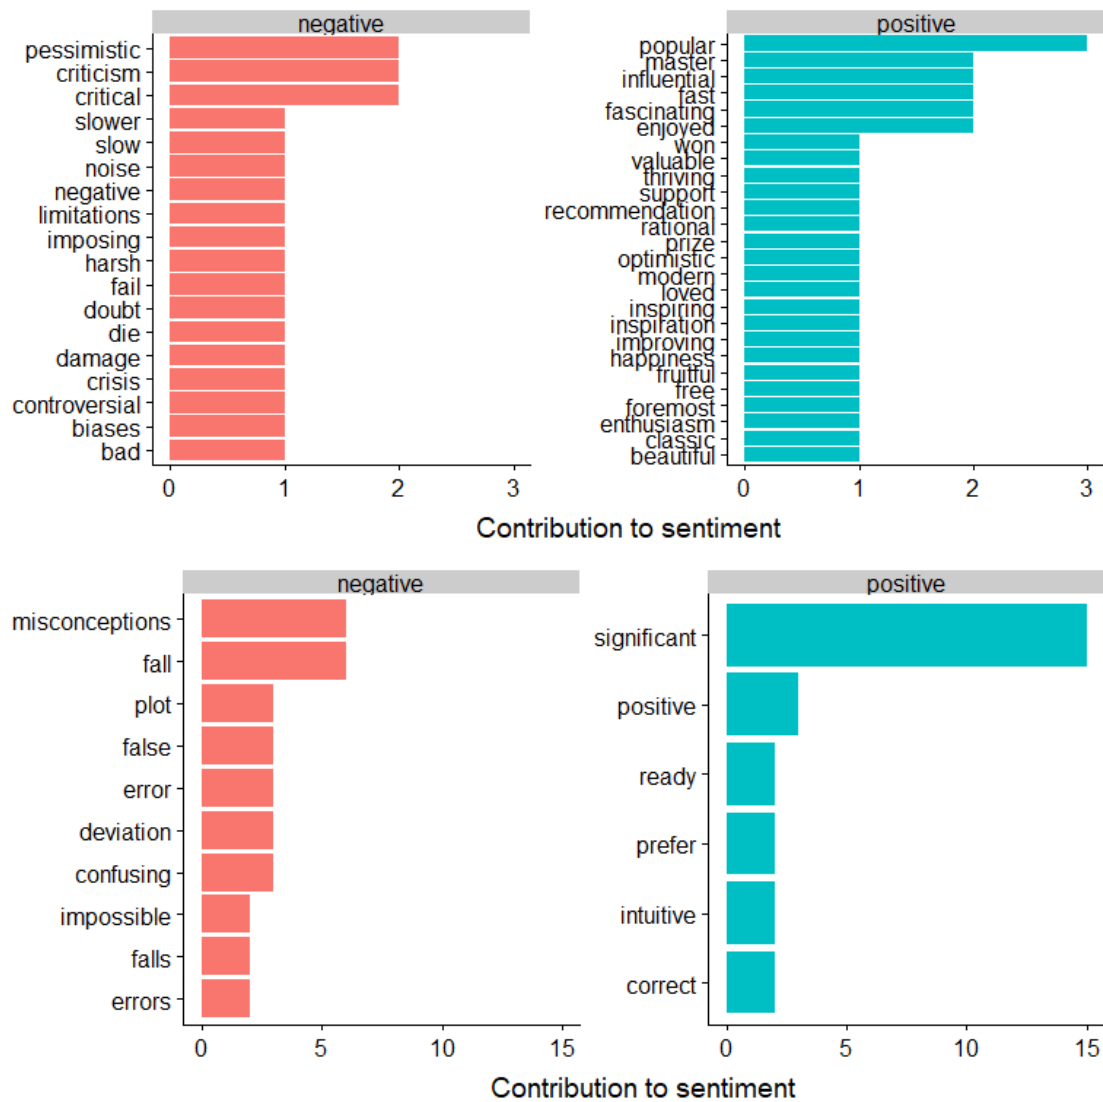 negative
pessimistic
criticism
critical
slower
slow
noise
negative
limitations
imposing
harsh
fail
doubt
die
damage
crisis
controversial
biases
bad
0 1 2 3
positive
popular
master
influential
fast
fascinating
enjoyed
won
valuable
thriving
support
recommendation
rational
prize
optimistic
modern
loved
inspiring
inspiration
improving
happiness
fruitful
free
foremost
enthusiasm
classic
beautiful
0 1 2 3
Contribution to sentiment
negative
misconceptions
fall
plot
false
error
deviation
confusing
impossible
falls
errors
0 5 10 15
positive
significant
positive
ready
prefer
intuitive
correct
0 5 10 15
Contribution to sentiment